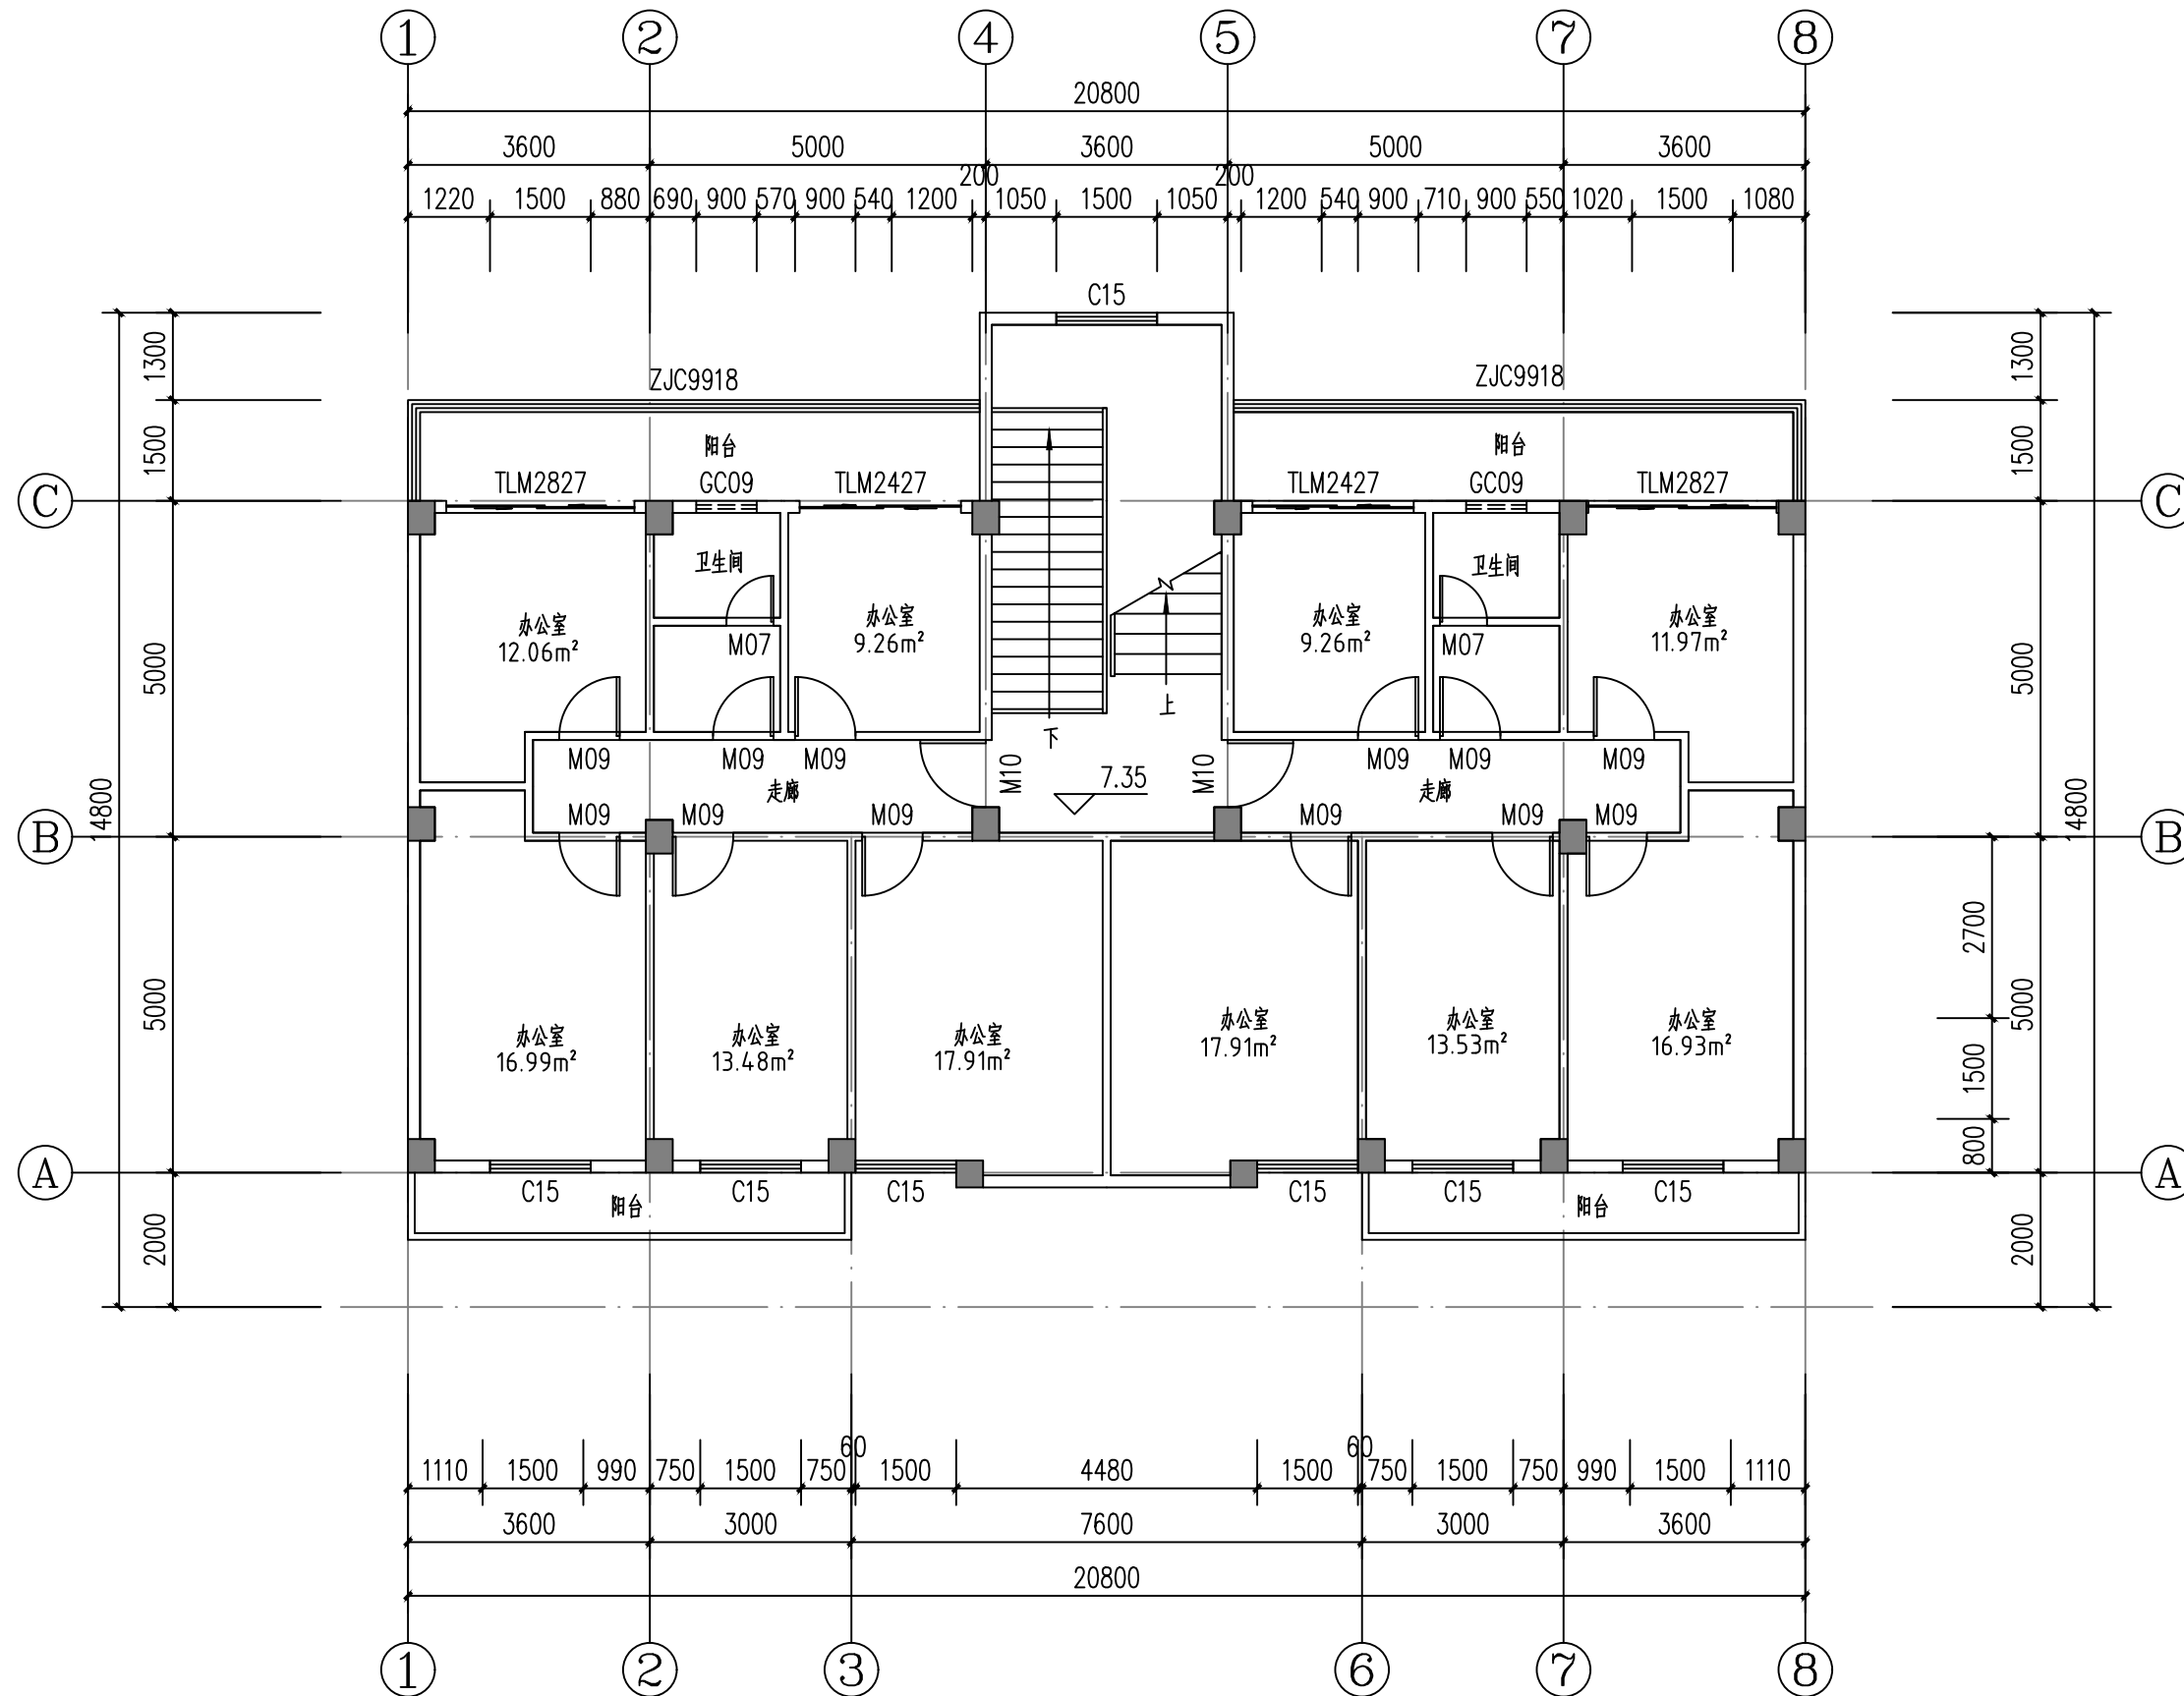 1 2 4 5 7 8
20800
3600 5000 3600 5000 3600
200 200
1220 1500 880 690 900 570 900 540 1200 1050 1500 1050 1200 540 900 710 900 550 1020 1500 1080
C15
1300 1300
ZJC9918 ZJC9918
1500 阳台 阳台 1500
TLM2827 GC09 TLM2427 TLM2427 GC09 TLM2827
C C
卫生间 卫生间
办公室 办公室 办公室 办公室
12.06m² 9.26m² 9.26m² 11.97m²
M07 M07
5000 5000
上
下
M09 M09 M09 M10 M10 M09 M09 M09
7.35
走廊 走廊
14800 14800
M09 M09 M09 M09 M09 M09
B B
2700
5000 5000
办公室 办公室 办公室 办公室 办公室 办公室
16.99m² 13.48m² 17.91m² 17.91m² 13.53m² 16.93m²
1500
800
A A
C15 C15 C15 C15 C15 C15
阳台 阳台
2000 2000
60 60
1110 1500 990 750 1500 750 1500 4480 1500 750 1500 750 990 1500 1110
3600 3000 7600 3000 3600
20800
1 2 3 6 7 8